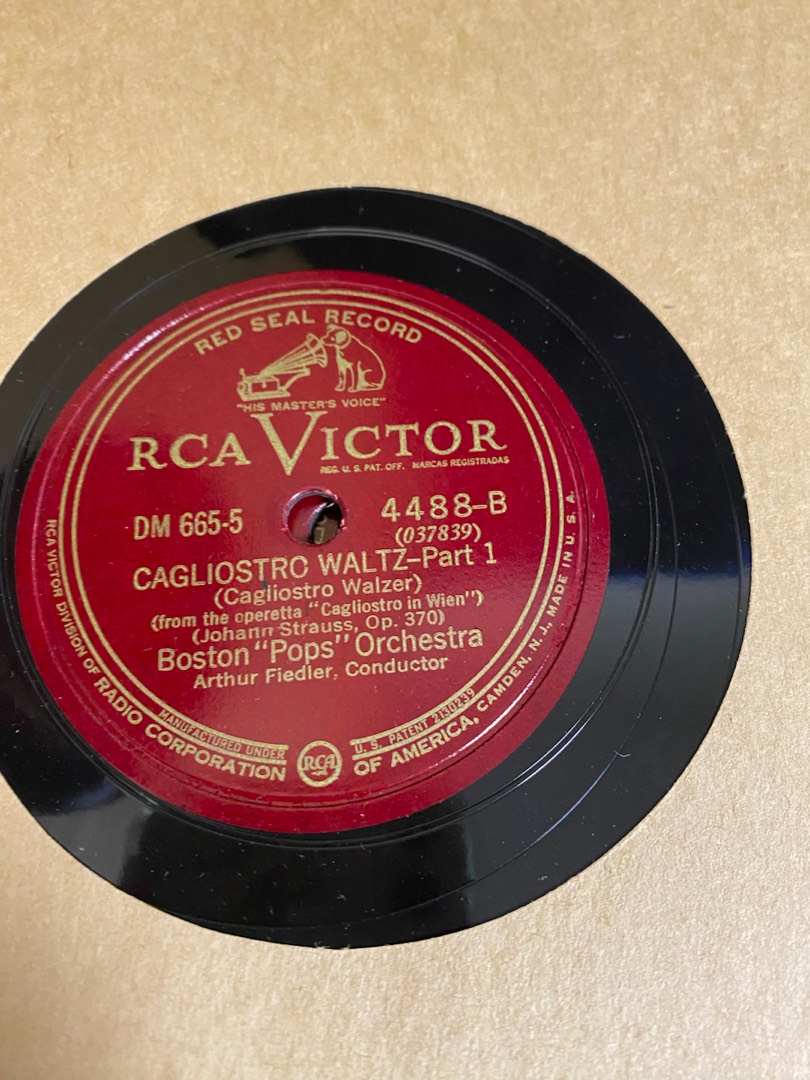 RED SEAL RECORD
"HIS MASTER'S VOICE"
RCA VICTOR
REG. U. S. PAT. OFF. MARCAS REGISTRADAS
DM 665-5
4488-B
(037839)
CAGLIOSTRO WALTZ-Part 1
(Cagliostro Walzer)
(from the operetta "Cagliostro in Wien")
(Johann Strauss, Op. 370)
Boston "Pops" Orchestra
Arthur Fiedler, Conductor
MANUFACTURED UNDER U. S. PATENT 2130239
RCA VICTOR DIVISION OF RADIO CORPORATION OF AMERICA, CAMDEN, N. J., MADE IN U. S. A.
RCA